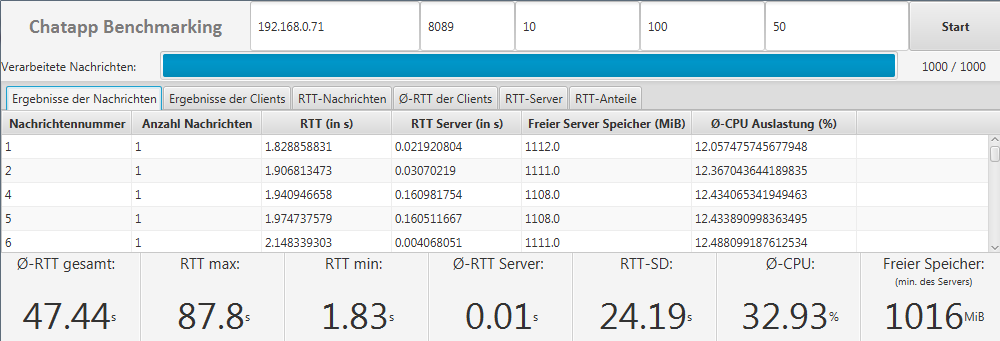 Chatapp Benchmarking 192.168.0.71 8089 10 100 50 Start
Verarbeitete Nachrichten: 1000 / 1000
Ergebnisse der Nachrichten Ergebnisse der Clients RTT-Nachrichten Ø-RTT der Clients RTT-Server RTT-Anteile
Nachrichtennummer Anzahl Nachrichten RTT (in s) RTT Server (in s) Freier Server Speicher (MiB) Ø-CPU Auslastung (%)
1 1 1.828858831 0.021920804 1112.0 12.057475745677948
2 1 1.906813473 0.03070219 1111.0 12.367043644189835
4 1 1.940946658 0.160981754 1108.0 12.434065341949463
5 1 1.974737579 0.160511667 1108.0 12.433890998363495
6 1 2.148339303 0.004068051 1111.0 12.488099187612534
Ø-RTT gesamt: RTT max: RTT min: Ø-RTT Server: RTT-SD: Ø-CPU: Freier Speicher:
(min. des Servers)
47.44s 87.8s 1.83s 0.01s 24.19s 32.93% 1016MiB